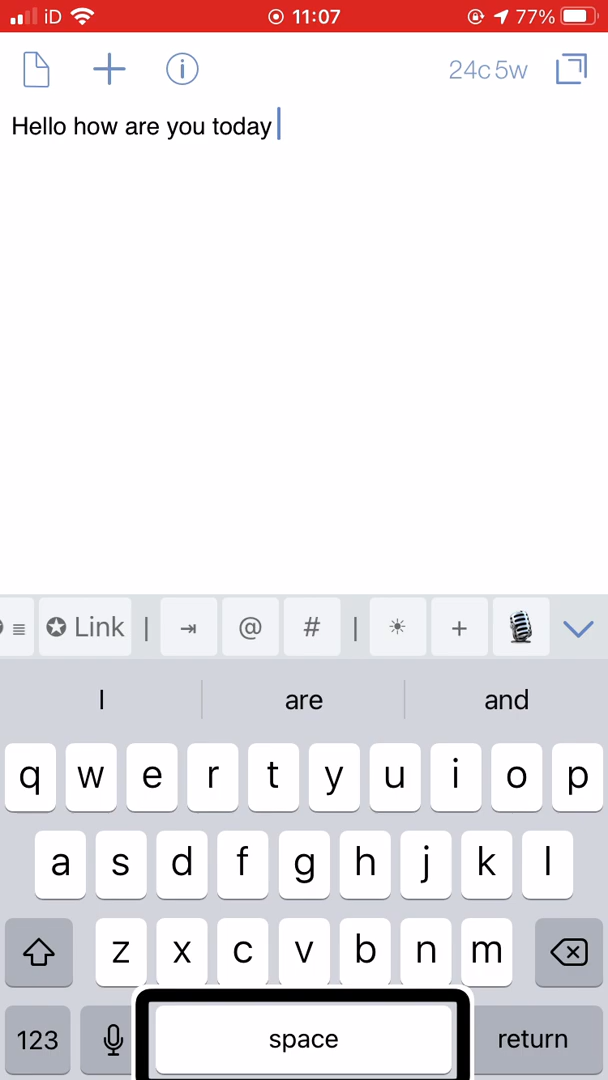 iD 11:07 77%
24c 5w
Hello how are you today
Link | @ # | +
I are and
q w e r t y u i o p
a s d f g h j k l
z x c v b n m
123 space return